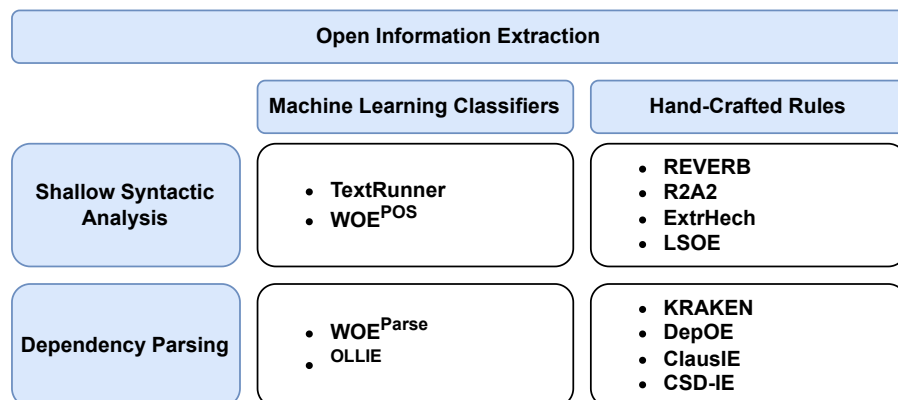 Open Information Extraction
Machine Learning Classifiers
Hand-Crafted Rules
Shallow Syntactic
Analysis
• TextRunner
• WOE^POS
• REVERB
• R2A2
• ExtrHech
• LSOE
Dependency Parsing
• WOE^Parse
• OLLIE
• KRAKEN
• DepOE
• ClausIE
• CSD-IE